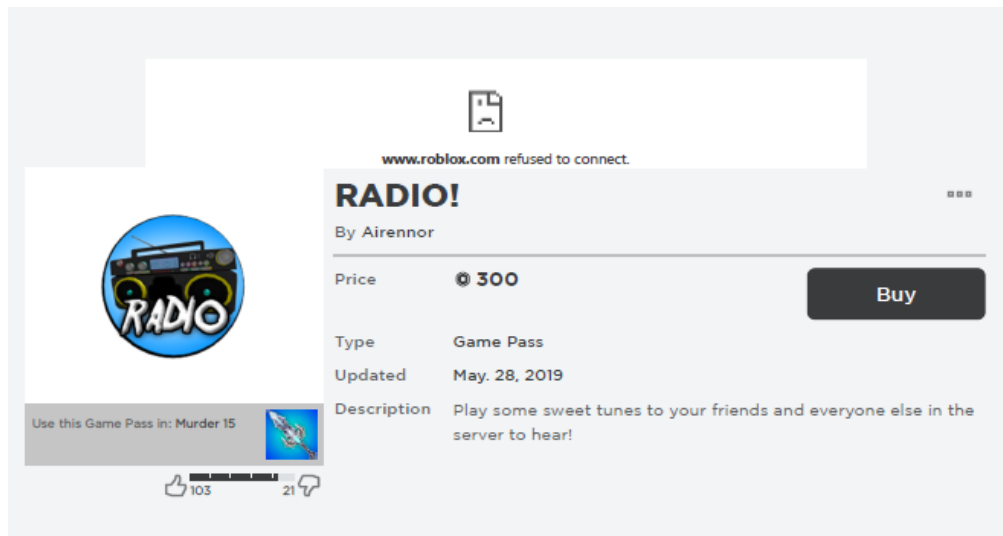 www.roblox.com refused to connect.
RADIO!
By Airennor
Price 300
Buy
RADIO
Type Game Pass
Updated May. 28, 2019
Description Play some sweet tunes to your friends and everyone else in the
server to hear!
Use this Game Pass in: Murder 15
103 21